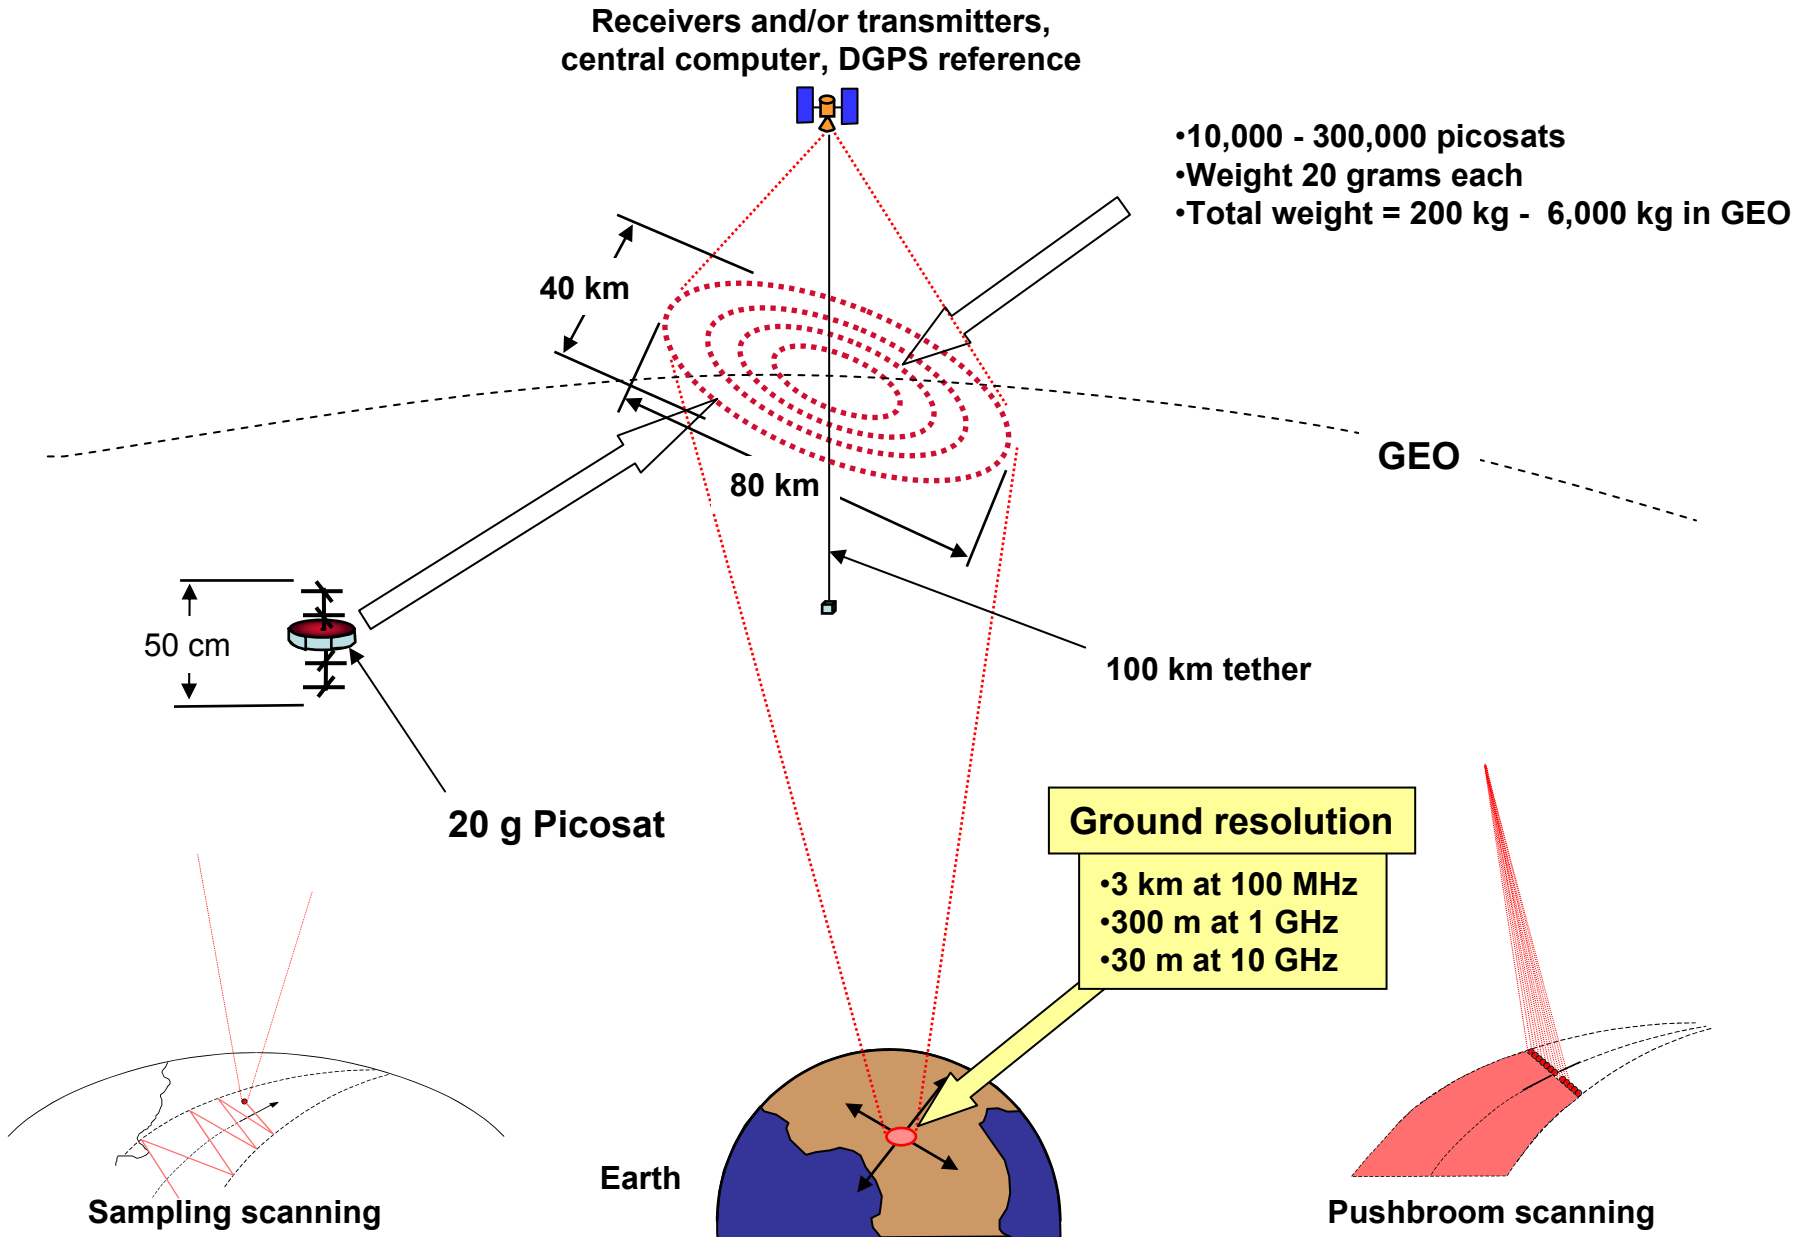 Receivers and/or transmitters,
central computer, DGPS reference
•10,000 - 300,000 picosats
•Weight 20 grams each
•Total weight = 200 kg -  6,000 kg in GEO
40 km
GEO
80 km
50 cm
100 km tether
20 g Picosat
Ground resolution
•3 km at 100 MHz
•300 m at 1 GHz
•30 m at 10 GHz
Earth
Sampling scanning
Pushbroom scanning